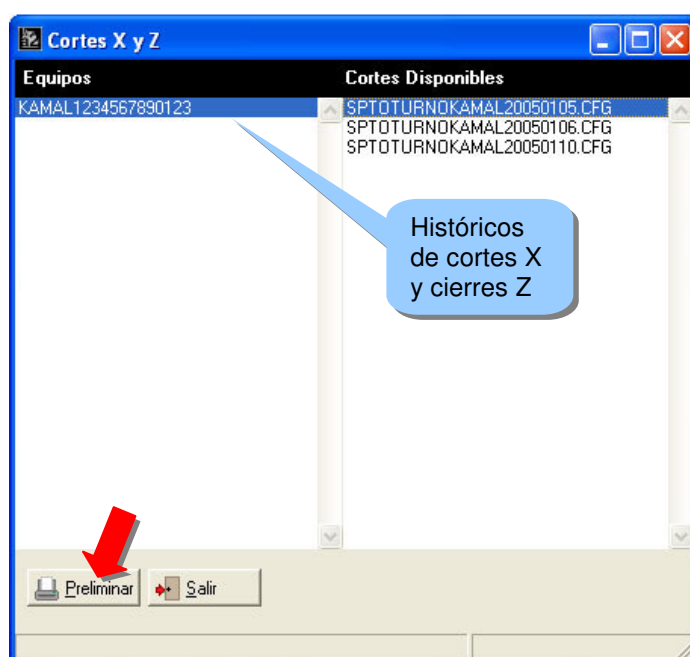 Cortes X y Z
Equipos
Cortes Disponibles
KAMAL1234567890123
SPTOTURNOKAMAL20050105.CFG
SPTOTURNOKAMAL20050106.CFG
SPTOTURNOKAMAL20050110.CFG
Históricos
de cortes X
y cierres Z
Preliminar
Salir